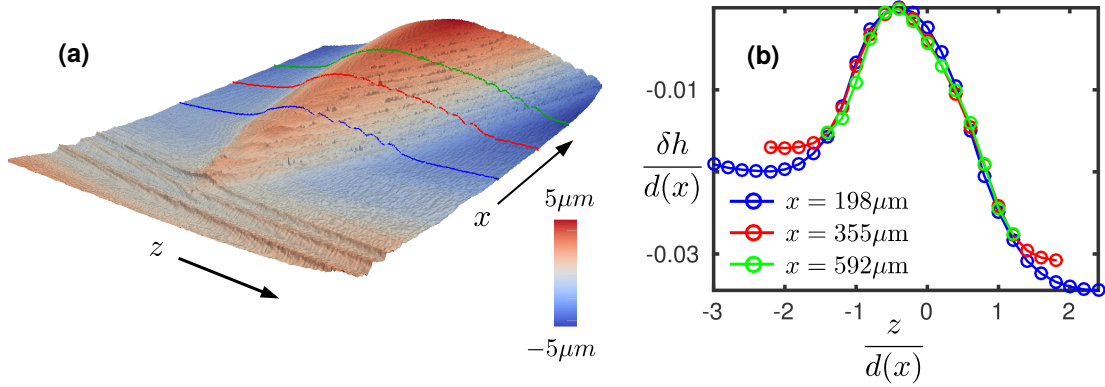 (a)
z
x
5μm
−5μm
(b)
-0.01
-0.03
δh
d(x)
x = 198μm
x = 355μm
x = 592μm
-3 -2 -1 0 1 2
z
d(x)